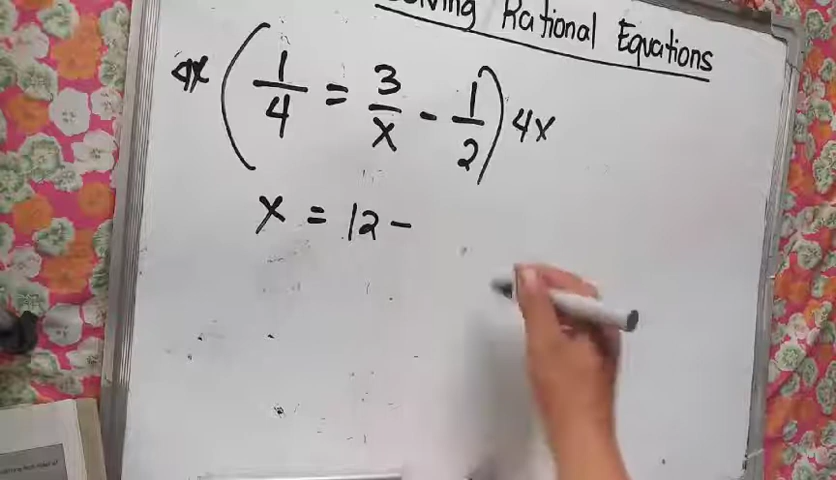 Rational Equations
4x ( 1/4 = 3/x - 1/2 ) 4x
x = 12 -